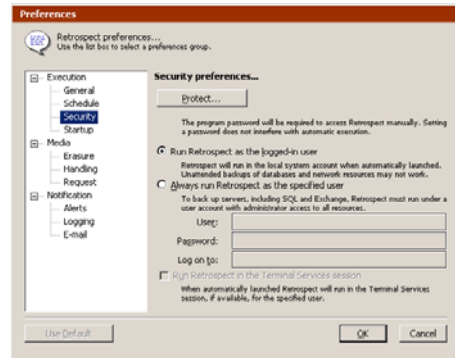 Preferences
Retrospect preferences...
Use the list box to select a preferences group.
Execution
General
Schedule
Security
Startup
Media
Erasure
Handling
Request
Notification
Alerts
Logging
E-mail
Security preferences...
Protect...
The program password will be required to access Retrospect manually. Setting
a password does not interfere with automatic execution.
Run Retrospect as the logged-in user
Retrospect will run in the local system account when automatically launched.
Unattended backups of databases and network resources may not work.
Always run Retrospect as the specified user
To back up servers, including SQL and Exchange, Retrospect must run under a
user account with administrator access to all resources.
User:
Password:
Log on to:
Run Retrospect in the Terminal Services session
When automatically launched Retrospect will run in the Terminal Services
session, if available, for the specified user.
Use Default
OK
Cancel